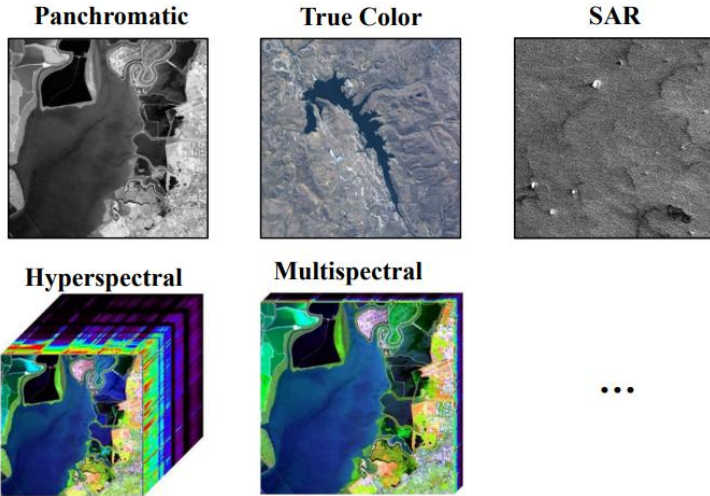 Panchromatic
True Color
SAR
Hyperspectral
Multispectral
...